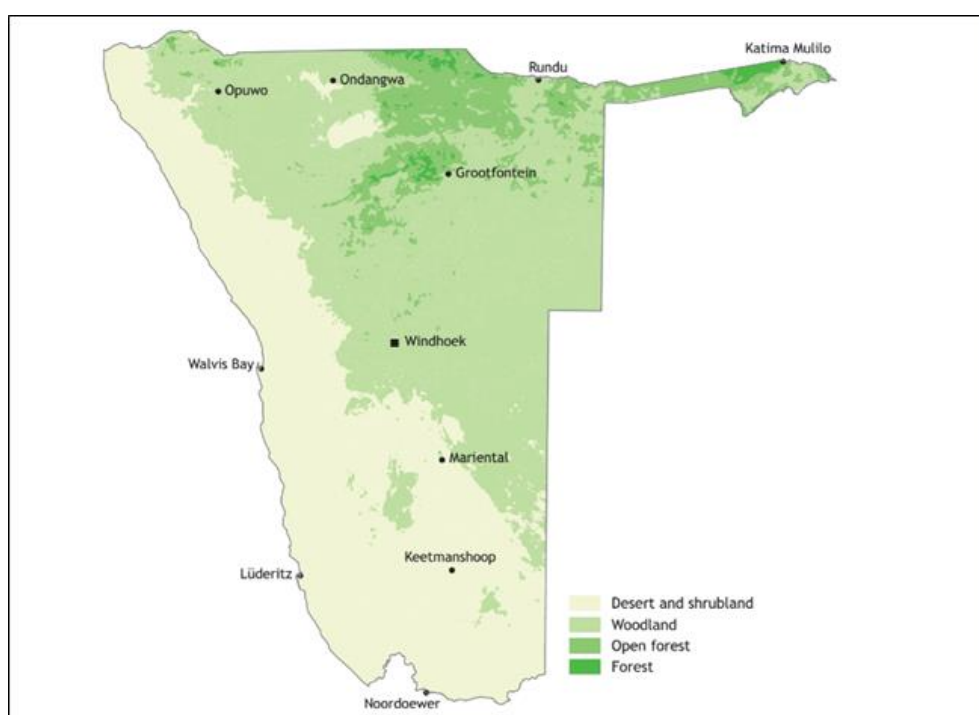 Katima Mulilo
Rundu
Ondangwa
Opuwo
Grootfontein
Windhoek
Walvis Bay
Mariental
Keetmanshoop
Lüderitz
Desert and shrubland
Woodland
Open forest
Forest
Noordoewer